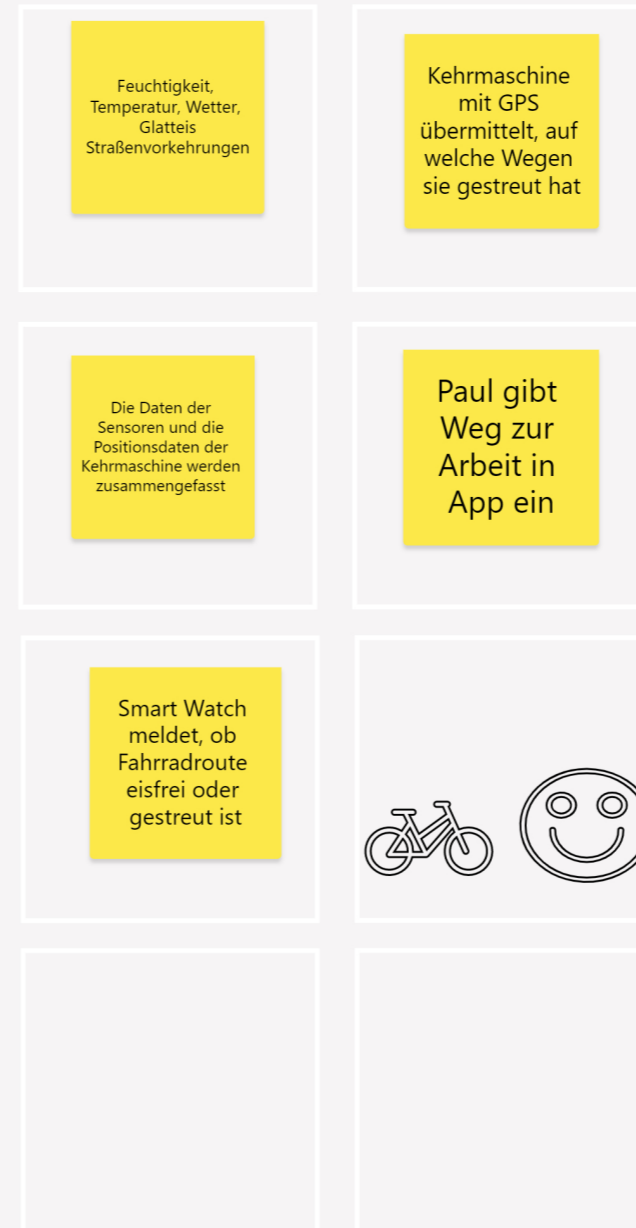 Feuchtigkeit,
Temperatur, Wetter,
Glatteis
Straßenvorkehrungen
Kehrmaschine
mit GPS
übermittelt, auf
welche Wegen
sie gestreut hat
Die Daten der
Sensoren und die
Positionsdaten der
Kehrmaschine werden
zusammengefasst
Paul gibt
Weg zur
Arbeit in
App ein
Smart Watch
meldet, ob
Fahrradroute
eisfrei oder
gestreut ist